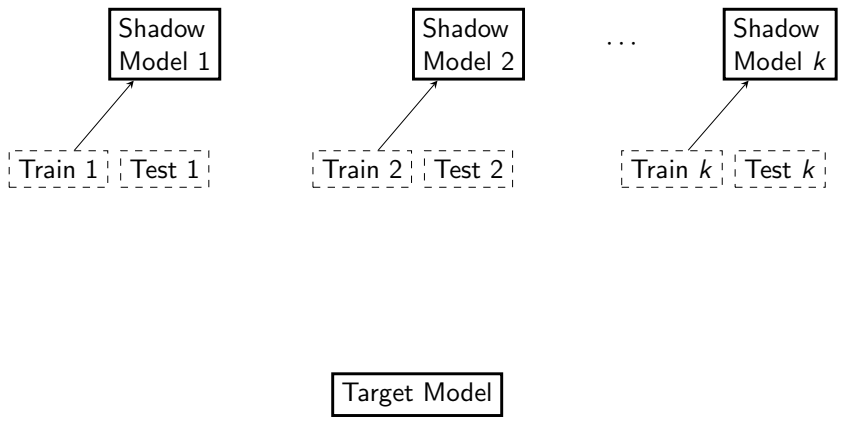 Shadow
Model 1
Shadow
Model 2
...
Shadow
Model k
Train 1
Test 1
Train 2
Test 2
Train k
Test k
Target Model